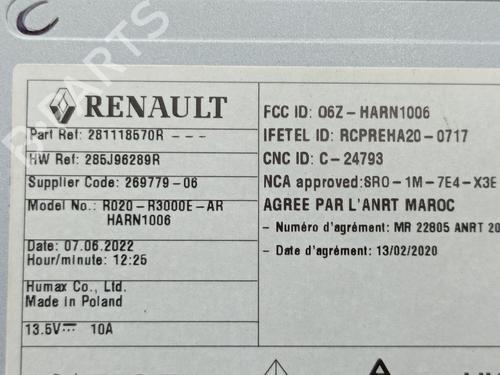 RENAULT
Part Ref: 281118570R - - -
HW Ref: 285J96289R
Supplier Code: 269779-06
Model No.: R020-R3000E-AR
HARN1006
Date: 07.06.2022
Hour/minute: 12:25
Humax Co., Ltd.
Made in Poland
13.5V⎓ 10A
FCC ID: O6Z-HARN1006
IFETEL ID: RCPREHA20-0717
CNC ID: C-24793
NCA approved:SRO-1M-7E4-X3E
AGREE PAR L'ANRT MAROC
- Numéro d'agrément: MR 22805 ANRT 20
- Date d'agrément: 13/02/2020